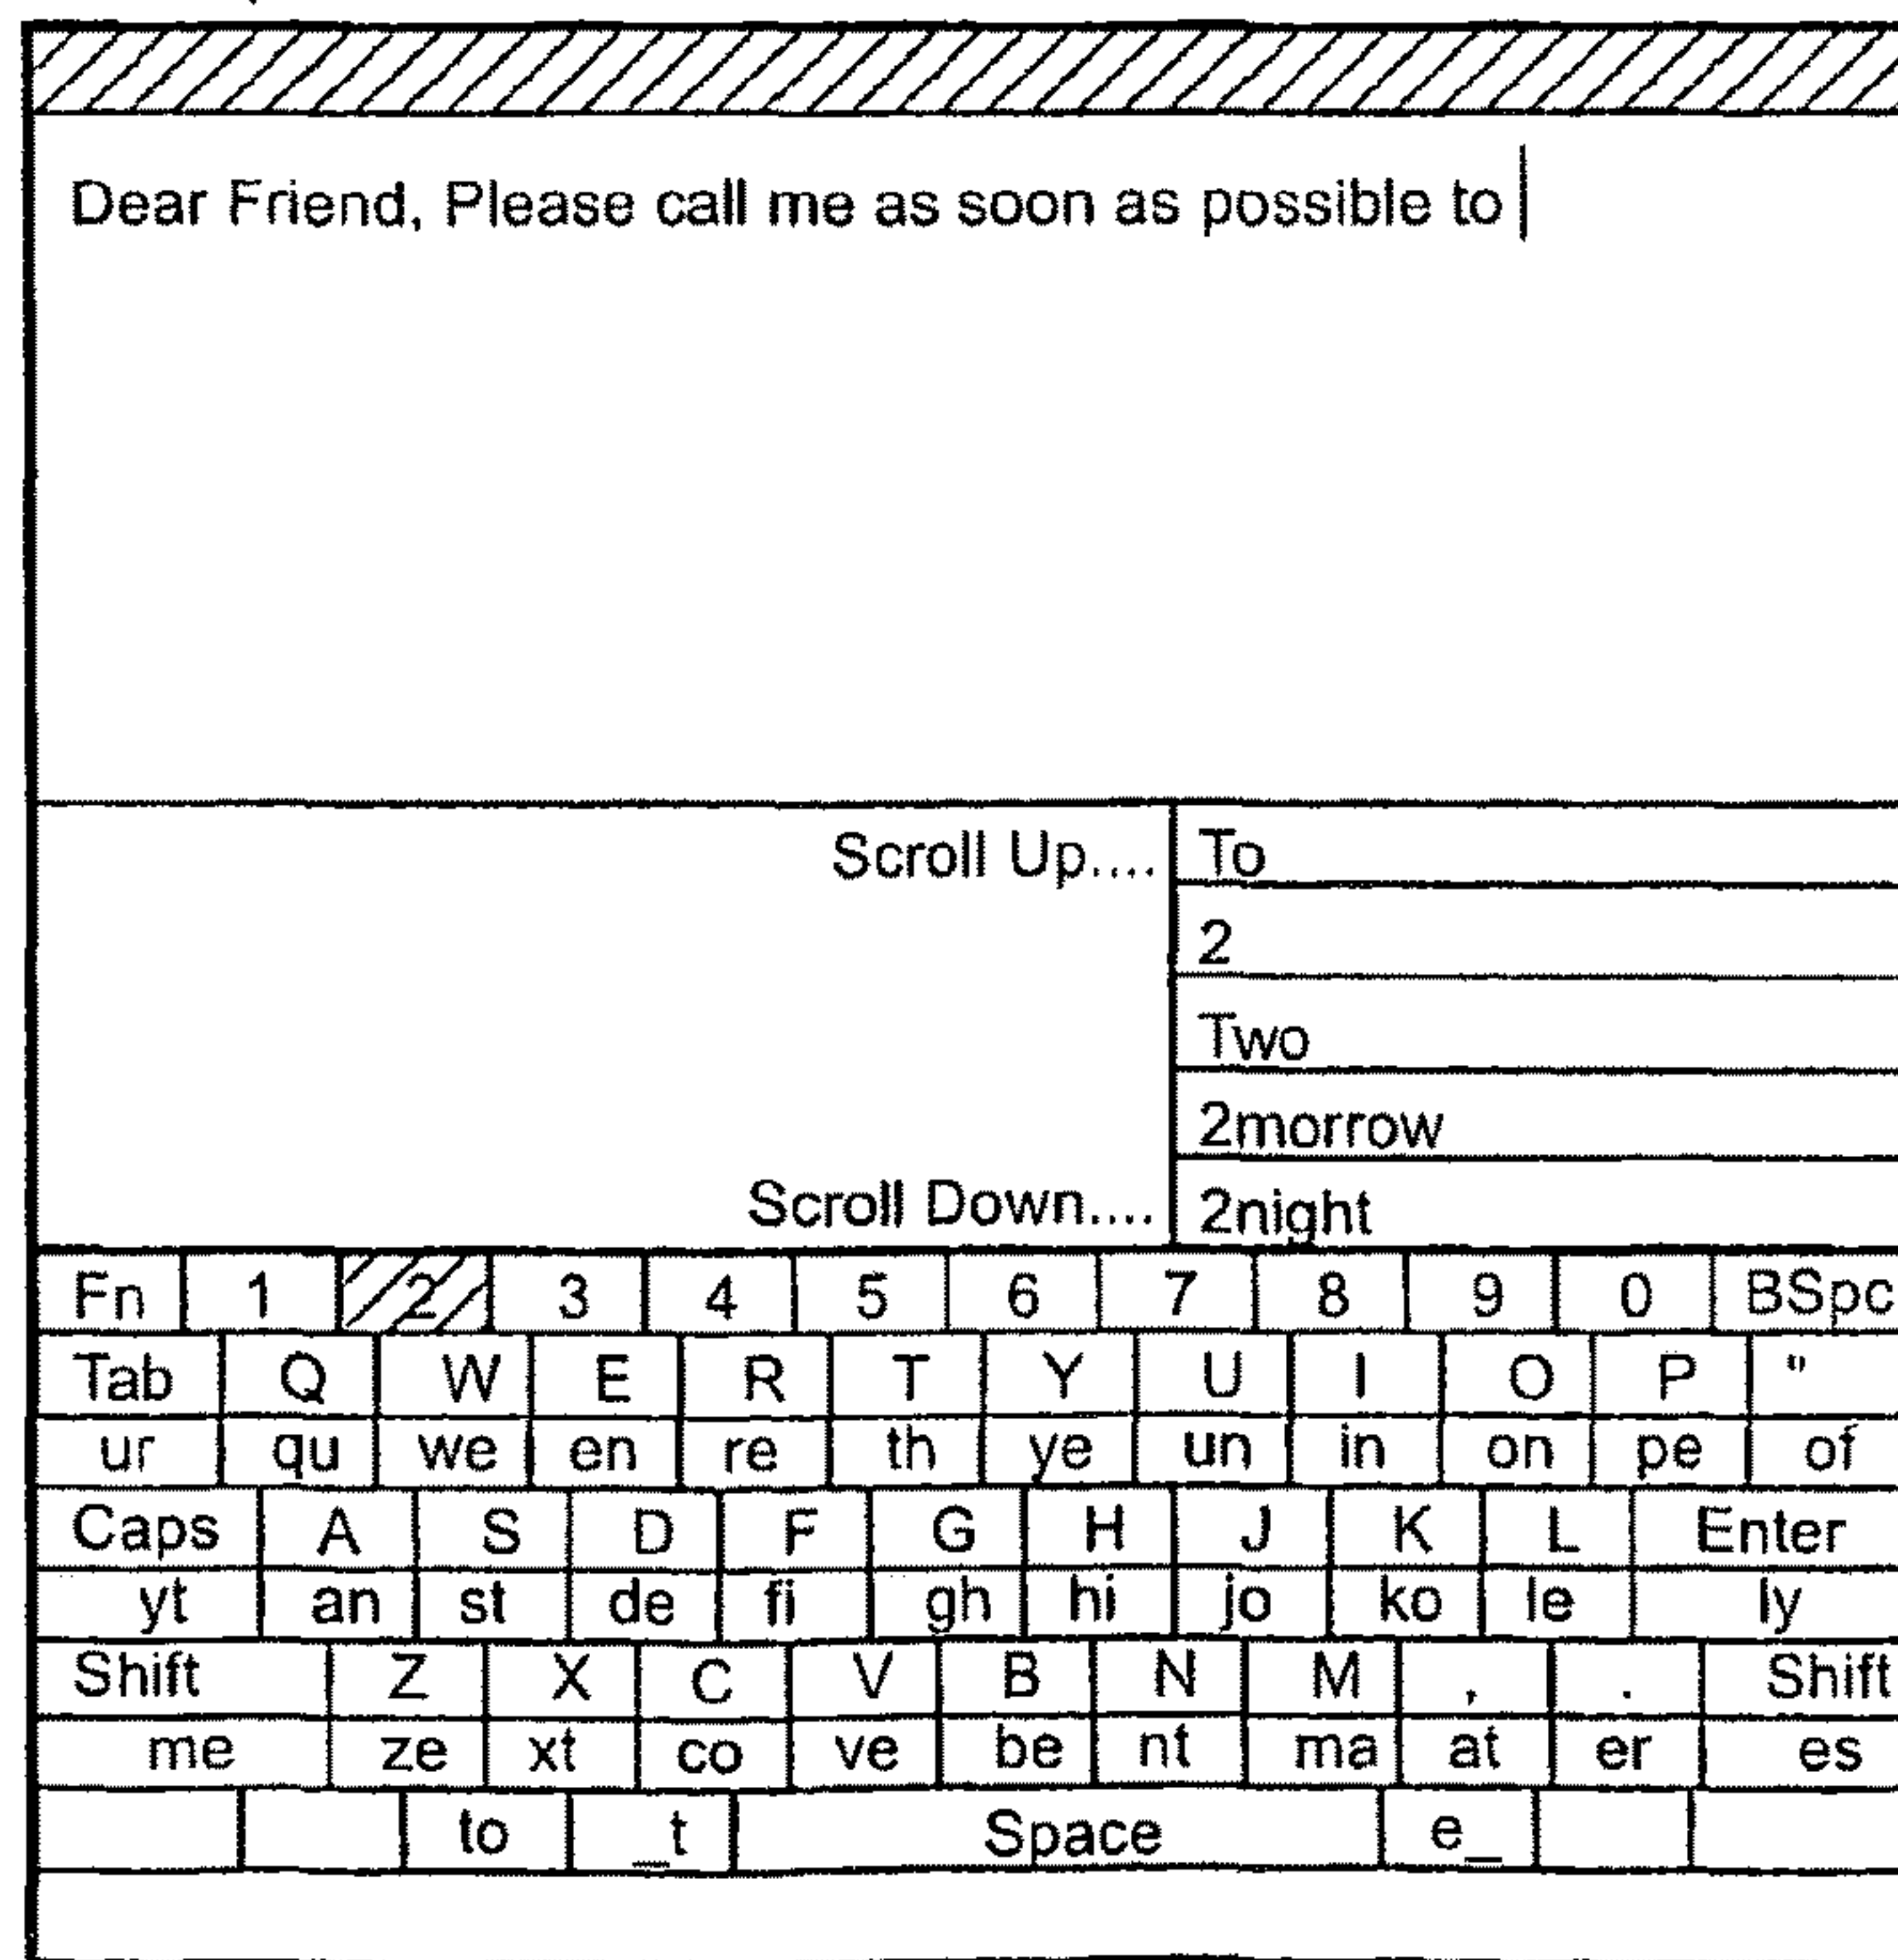 Dear Friend, Please call me as soon as possible to
Scroll Up.... To
2
Two
2morrow
Scroll Down.... 2night
Fn 1 2 3 4 5 6 7 8 9 0 BSpc
Tab Q W E R T Y U I O P "
ur qu we en re th ye un in on pe of
Caps A S D F G H J K L Enter
yt an st de fi gh hi jo ko le ly
Shift Z X C V B N M , . Shift
me ze xt co ve be nt ma at er es
to _t Space e_